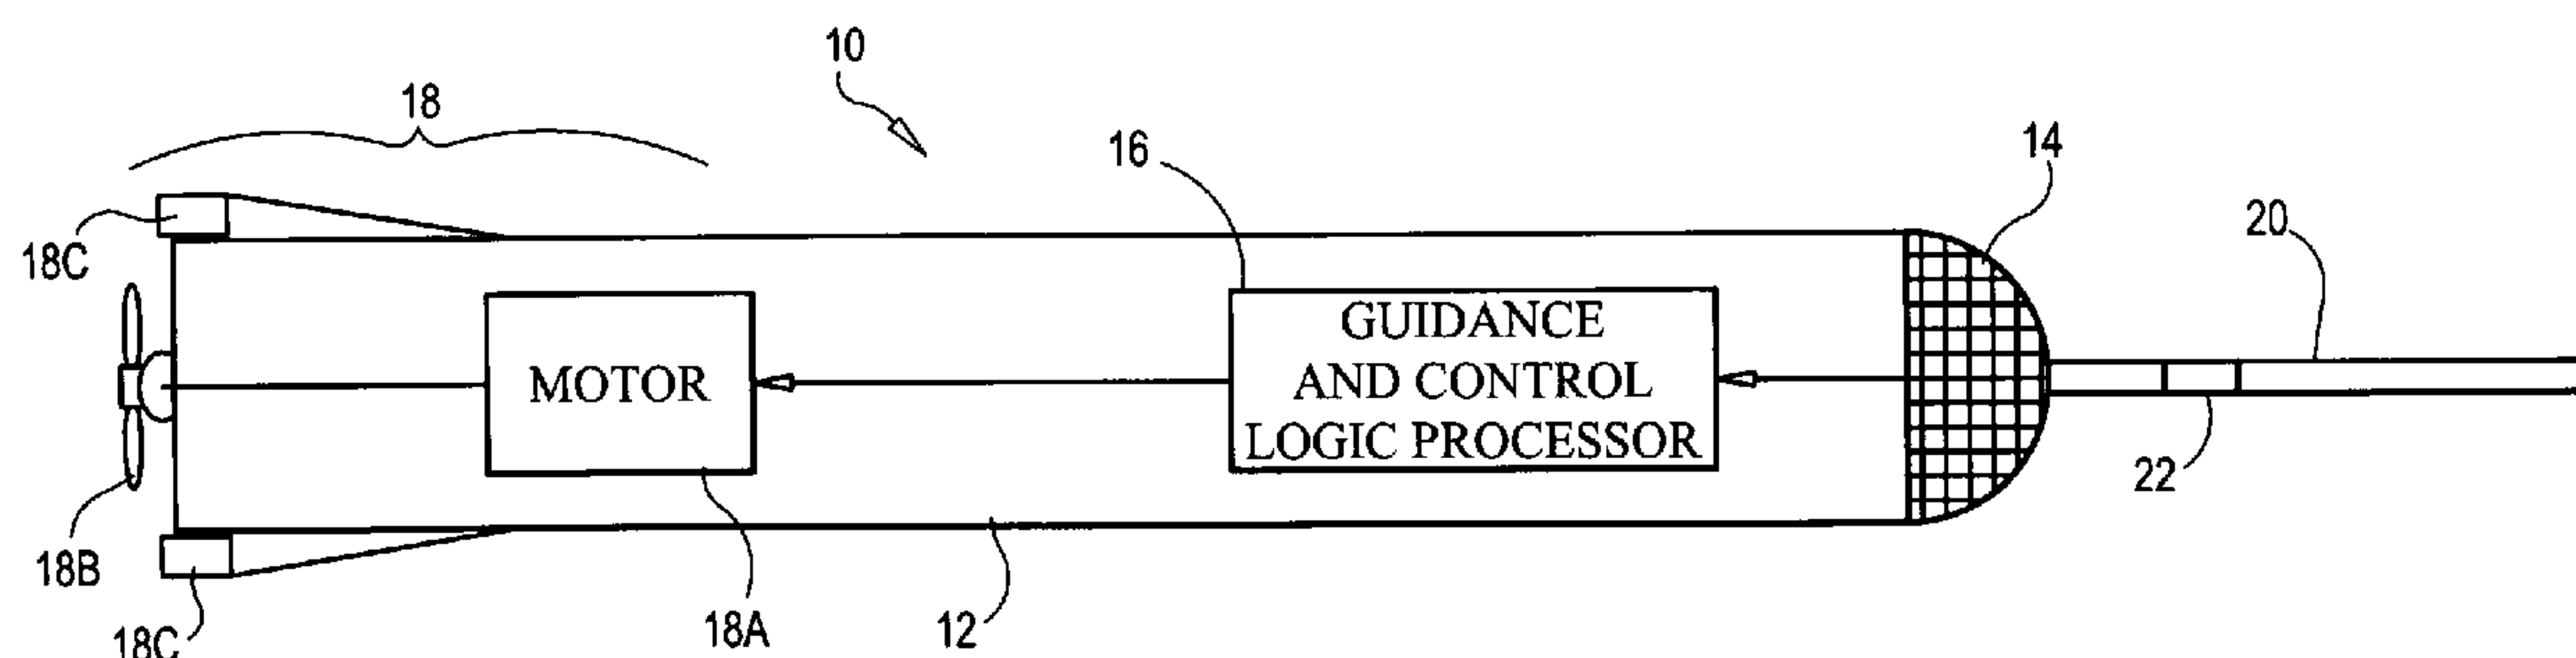 10
18
14
16
20
18C
GUIDANCE
AND CONTROL
LOGIC PROCESSOR
MOTOR
22
18B
18C
18A
12